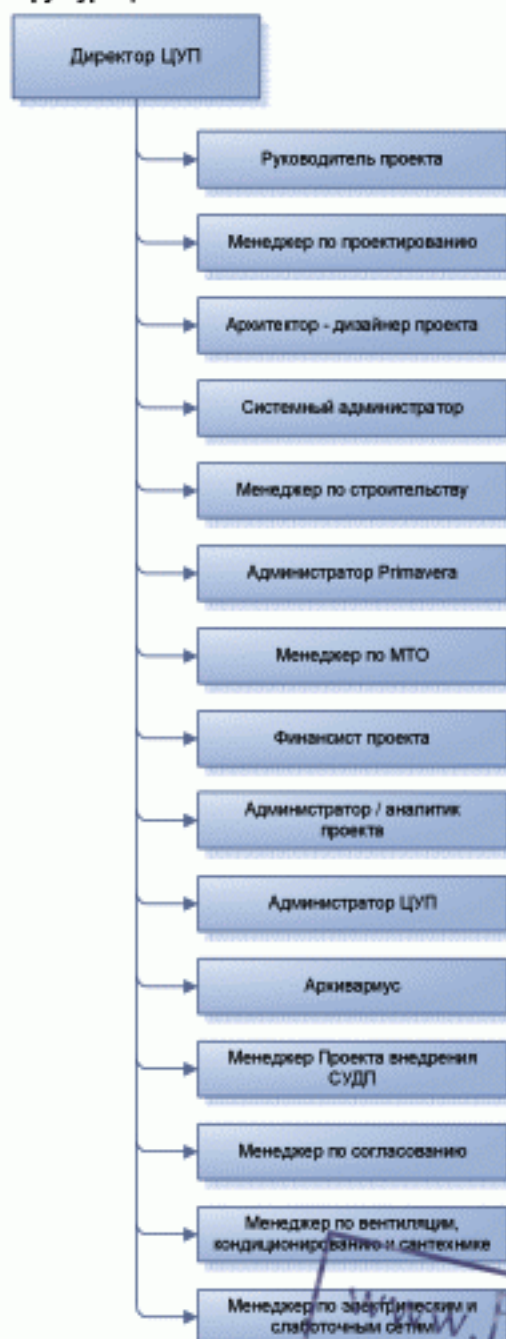 Директор ЦУП
Руководитель проекта
Менеджер по проектированию
Архитектор - дизайнер проекта
Системный администратор
Менеджер по строительству
Администратор Primavera
Менеджер по МТО
Финансист проекта
Администратор / аналитик
проекта
Администратор ЦУП
Архивариус
Менеджер Проекта внедрения
СУДП
Менеджер по согласованию
Менеджер по вентиляции,
кондиционированию и сантехнике
Менеджер по электрическим и
слаботочным сетям
www